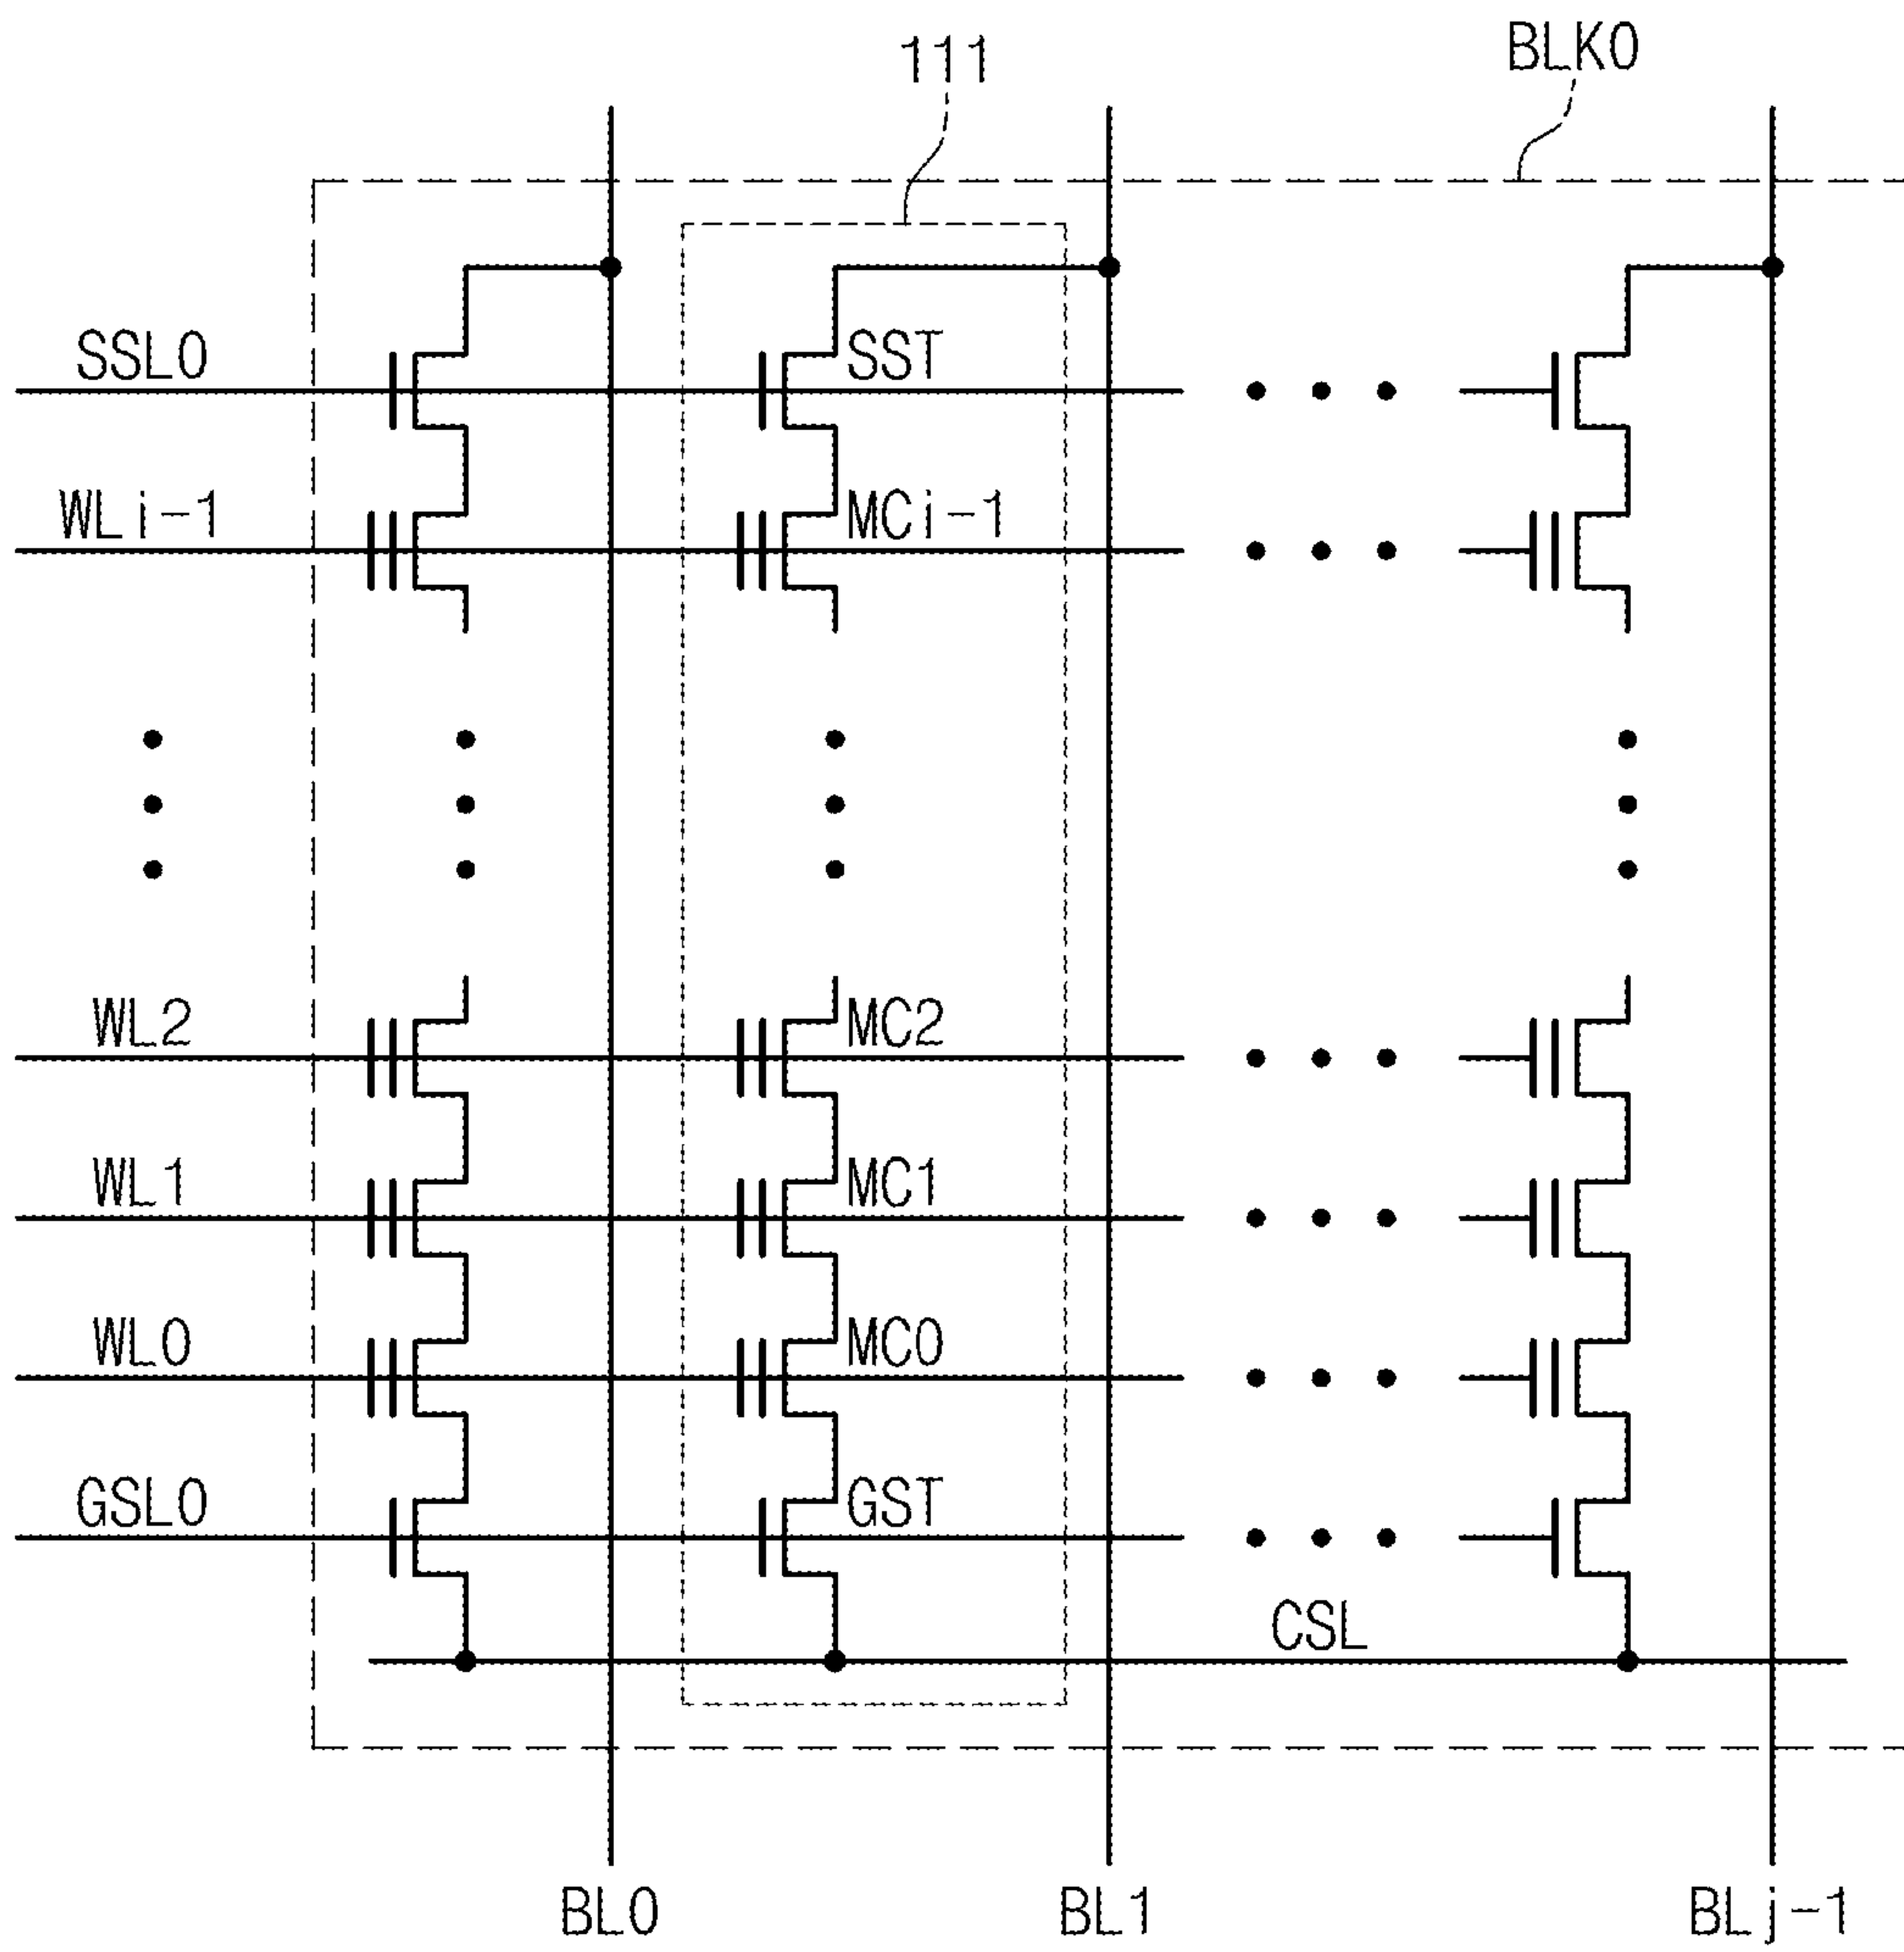 111
BLK0
SSL0
SST
WLi-1
MCi-1
WL2
MC2
WL1
MC1
WL0
MC0
GSL0
GST
CSL
BL0
BL1
BLj-1